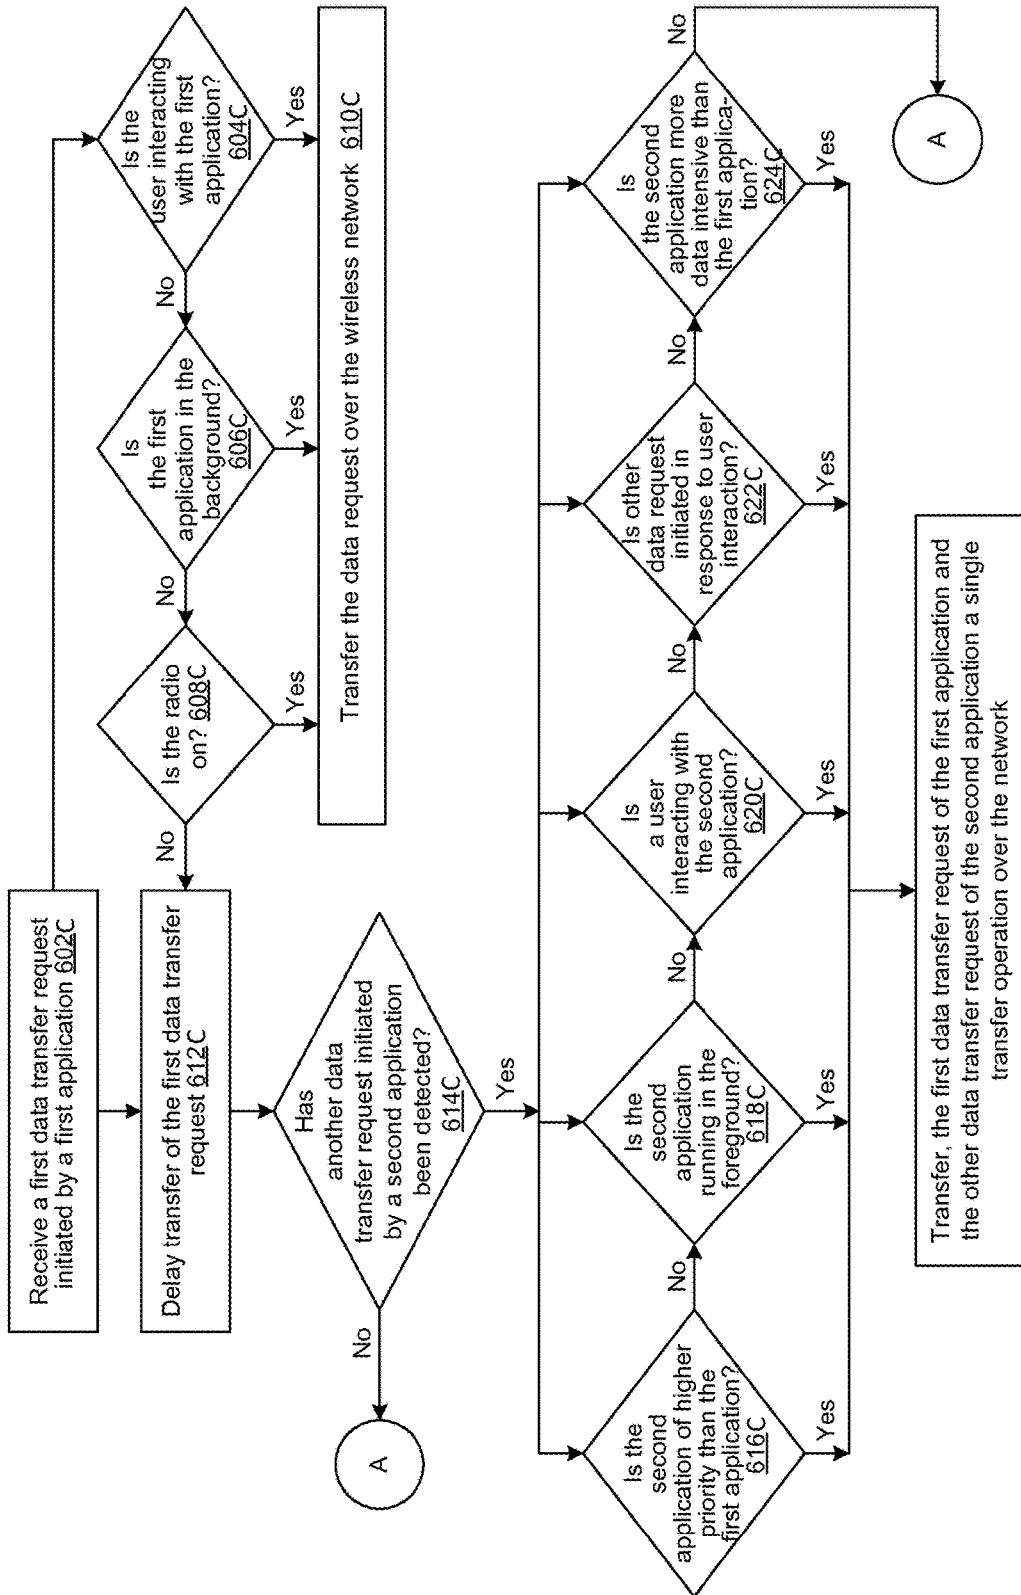 Receive a first data transfer request
initiated by a first application 602C
Is the
user interacting
with the first
application?
604C
No
Yes
Is
the first
application in the
background?
606C
No
Yes
Is the radio
on? 608C
No
Yes
Transfer the data request over the wireless network 610C
Delay transfer of the first data transfer
request 612C
Has
another data
transfer request initiated
by a second application
been detected?
614C
No
A
Yes
Is the
second
application of higher
priority than the
first application?
616C
No
Yes
Is the
second
application
running in the
foreground?
618C
No
Yes
Is
a user
interacting with
the second
application?
620C
No
Yes
Is other
data request
initiated in
response to user
interaction?
622C
No
Yes
Is
the second
application more
data intensive than
the first applica-
tion?
624C
No
Yes
A
Transfer, the first data transfer request of the first application and
the other data transfer request of the second application a single
transfer operation over the network